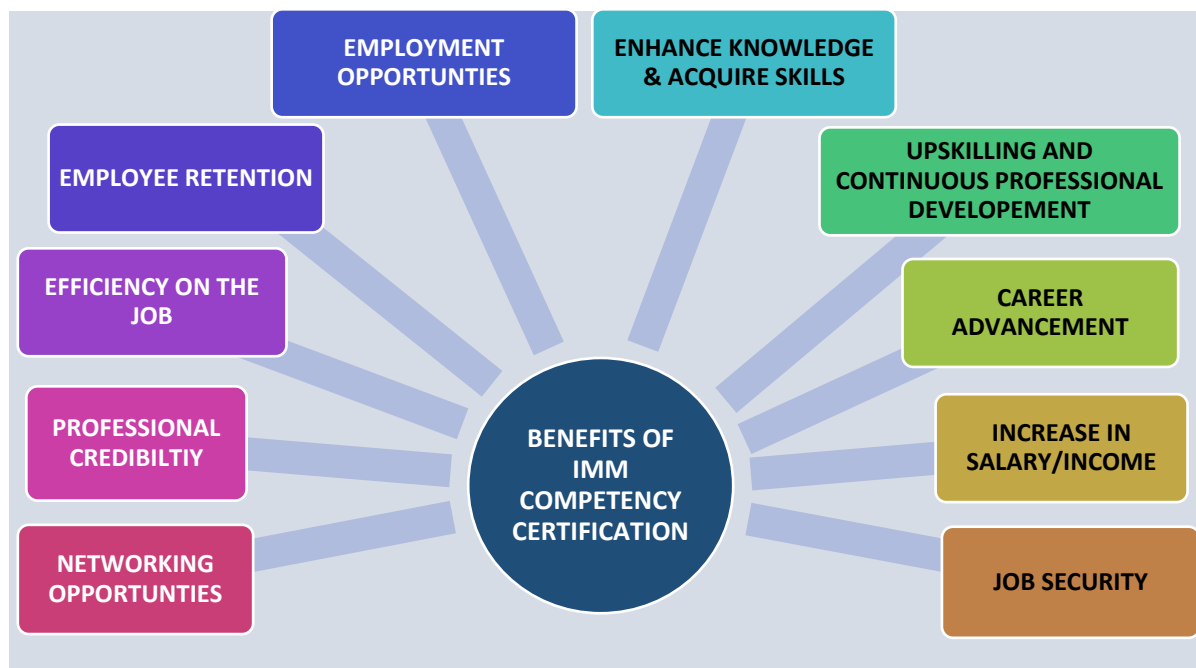 EMPLOYMENT
OPPORTUNTIES
ENHANCE KNOWLEDGE
& ACQUIRE SKILLS
EMPLOYEE RETENTION
UPSKILLING AND
CONTINUOUS PROFESSIONAL
DEVELOPEMENT
EFFICIENCY ON THE
JOB
CAREER
ADVANCEMENT
PROFESSIONAL
CREDIBILTIY
BENEFITS OF
IMM
COMPETENCY
CERTIFICATION
INCREASE IN
SALARY/INCOME
NETWORKING
OPPORTUNTIES
JOB SECURITY